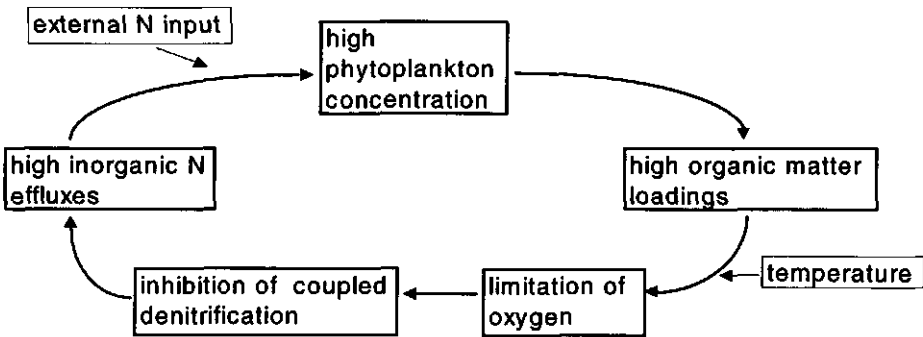 external N input
high
phytoplankton
concentration
high inorganic N
effluxes
high organic matter
loadings
temperature
inhibition of coupled
denitrification
limitation of
oxygen